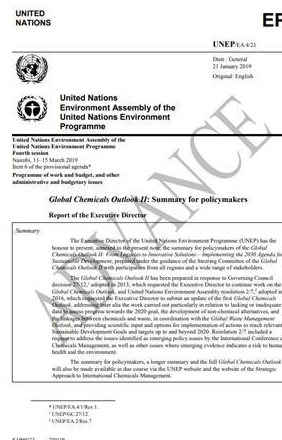 UNITED
NATIONS
EP
UNEP/EA.4/21
Distr.: General
21 January 2019
Original: English
United Nations
Environment Assembly of the
United Nations Environment
Programme
United Nations Environment Assembly of the
United Nations Environment Programme
Fourth session
Nairobi, 11–15 March 2019
Item 6 of the provisional agenda*
Programme of work and budget, and other
administrative and budgetary issues
ADVANCE
Global Chemicals Outlook II: Summary for policymakers
Report of the Executive Director
Summary
The Executive Director of the United Nations Environment Programme (UNEP) has the
honour to present, annexed to the present note, the summary for policymakers of the Global
Chemicals Outlook II: From Legacies to Innovative Solutions – Implementing the 2030 Agenda for
Sustainable Development, prepared under the guidance of the Steering Committee of the Global
Chemicals Outlook II with participation from all regions and a wide range of stakeholders.
The Global Chemicals Outlook II has been prepared in response to Governing Council
decision 27/12,¹ adopted in 2013, which requested the Executive Director to continue work on the
Global Chemicals Outlook, and United Nations Environment Assembly resolution 2/7,² adopted in
2016, which requested the Executive Director to submit an update of the first Global Chemicals
Outlook, addressing inter alia the work carried out particularly in relation to lacking or inadequate
data to assess progress towards the 2020 goal, the development of non-chemical alternatives, and
the linkages between chemicals and waste, in coordination with the Global Waste Management
Outlook, and providing scientific input and options for implementation of actions to reach relevant
Sustainable Development Goals and targets up to and beyond 2020. Resolution 2/7 included a
request to address the issues identified as emerging policy issues by the International Conference
Chemicals Management, as well as other issues where emerging evidence indicates a risk to human
health and the environment.
The summary for policymakers, a longer summary and the full Global Chemicals Outlook
will also be made available in due course via the UNEP website and the website of the Strategic
Approach to International Chemicals Management.
* UNEP/EA.4/1/Rev.1.
¹ UNEP/GC.27/12.
² UNEP/EA.2/Res.7.